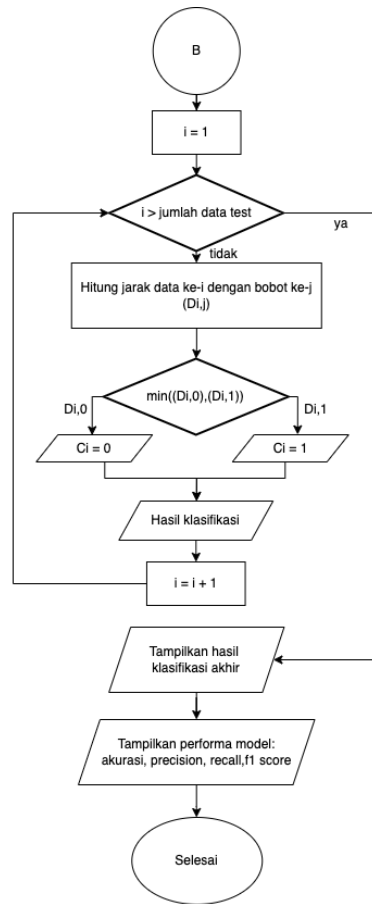 B
i = 1
i > jumlah data test
ya
tidak
Hitung jarak data ke-i dengan bobot ke-j
(Di,j)
min((Di,0),(Di,1))
Di,0
Di,1
Ci = 0
Ci = 1
Hasil klasifikasi
i = i + 1
Tampilkan hasil
klasifikasi akhir
Tampilkan performa model:
akurasi, precision, recall,f1 score
Selesai